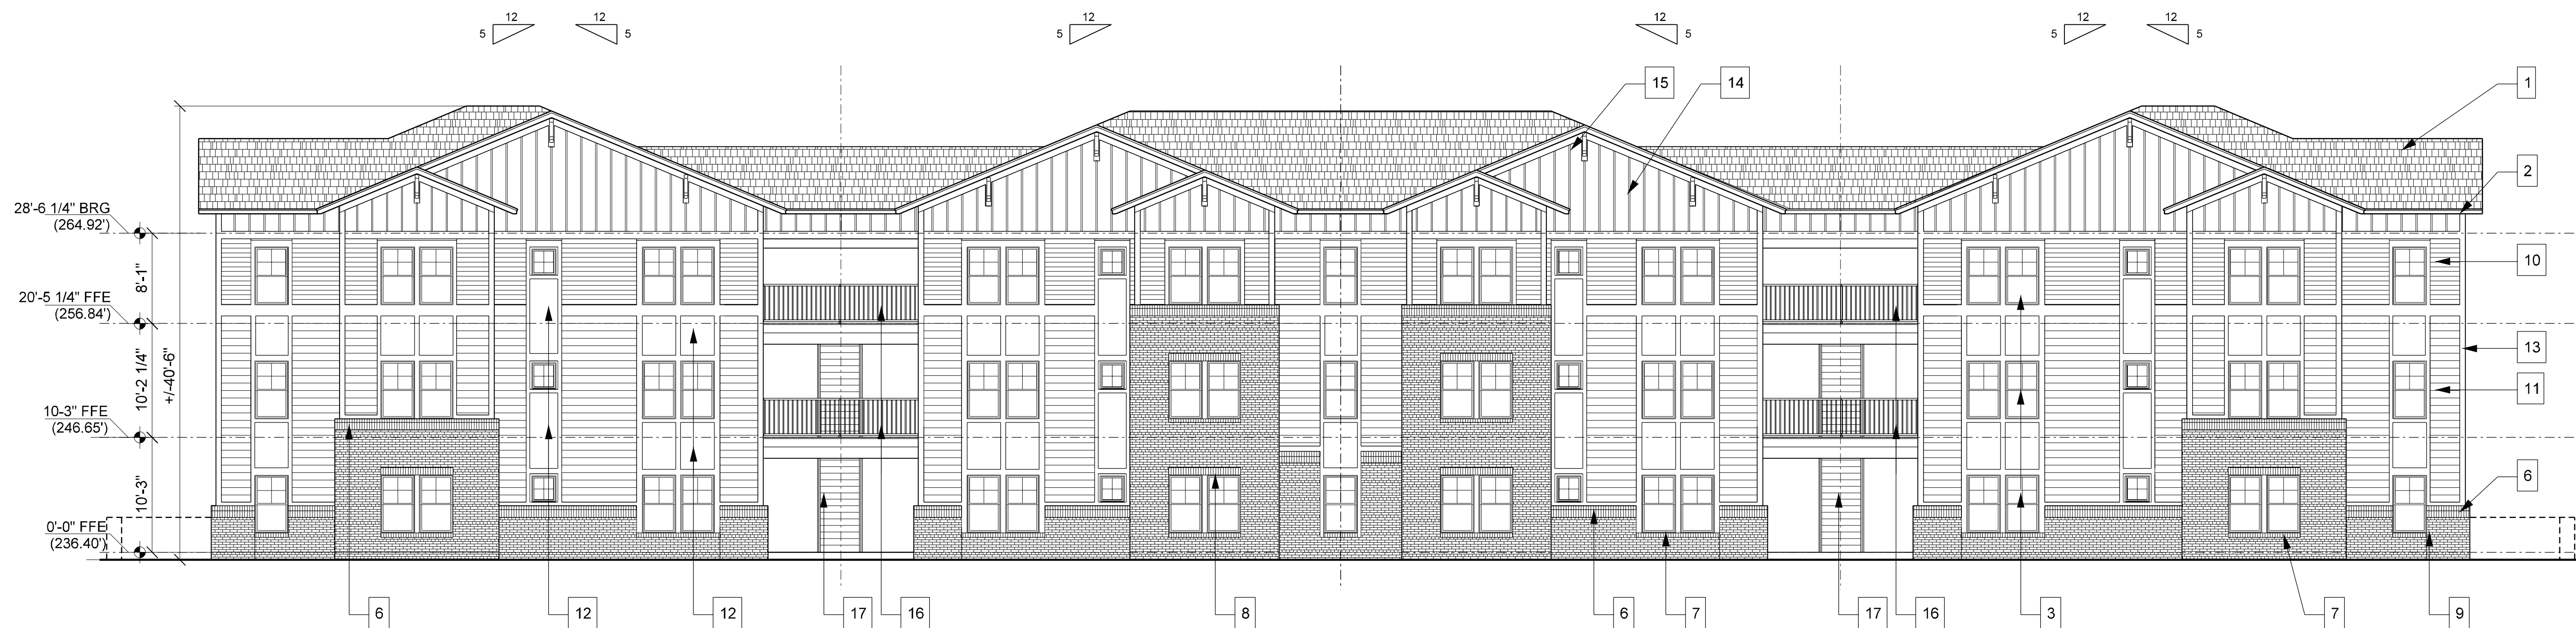 12 12 12 12 12 12
5 5 5 5 5 5
15 14 1
2
28'-6 1/4" BRG
(264.92')
10
8'-1"
20'-5 1/4" FFE
(256.84')
13
10'-2 1/4"
+/-40'-6"
11
10-3" FFE
(246.65')
10'-3"
6
0'-0" FFE
(236.40')
6 12 12 17 16 8 6 7 17 16 3 7 9